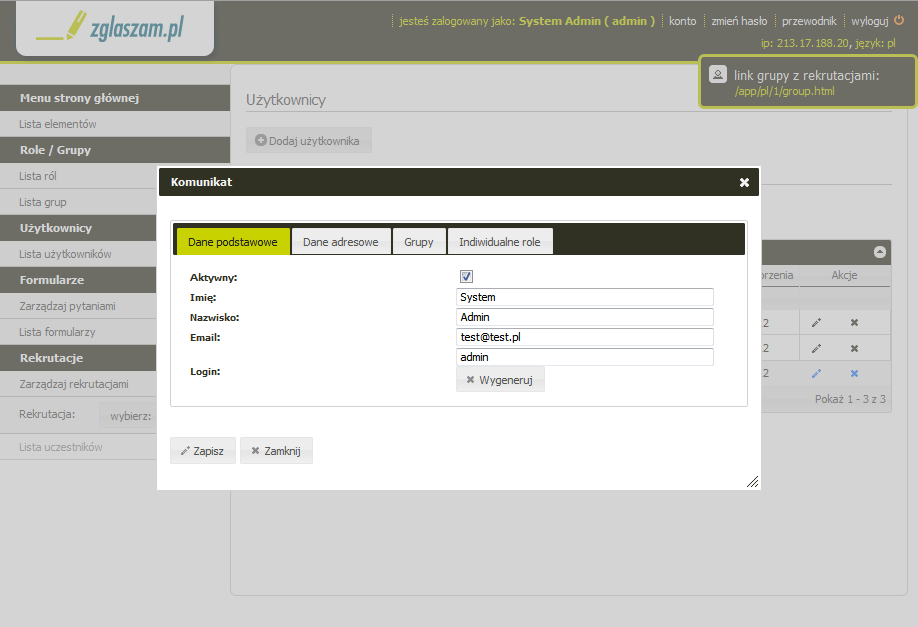 zglaszam.pl
jesteś zalogowany jako: System Admin ( admin ) konto zmień hasło przewodnik wyloguj
ip: 213.17.188.20, język: pl
link grupy z rekrutacjami:
/app/pl/1/group.html
Menu strony głównej
Lista elementów
Role / Grupy
Lista ról
Lista grup
Użytkownicy
Lista użytkowników
Formularze
Zarządzaj pytaniami
Lista formularzy
Rekrutacje
Zarządzaj rekrutacjami
Rekrutacja: wybierz:
Lista uczestników
Użytkownicy
Dodaj użytkownika
Komunikat
Dane podstawowe Dane adresowe Grupy Indywidualne role
Aktywny:
Imię: System
Nazwisko: Admin
Email: test@test.pl
Login: admin
Wygeneruj
Zapisz Zamknij
rzenia Akcje
2
2
2
Pokaż 1 - 3 z 3